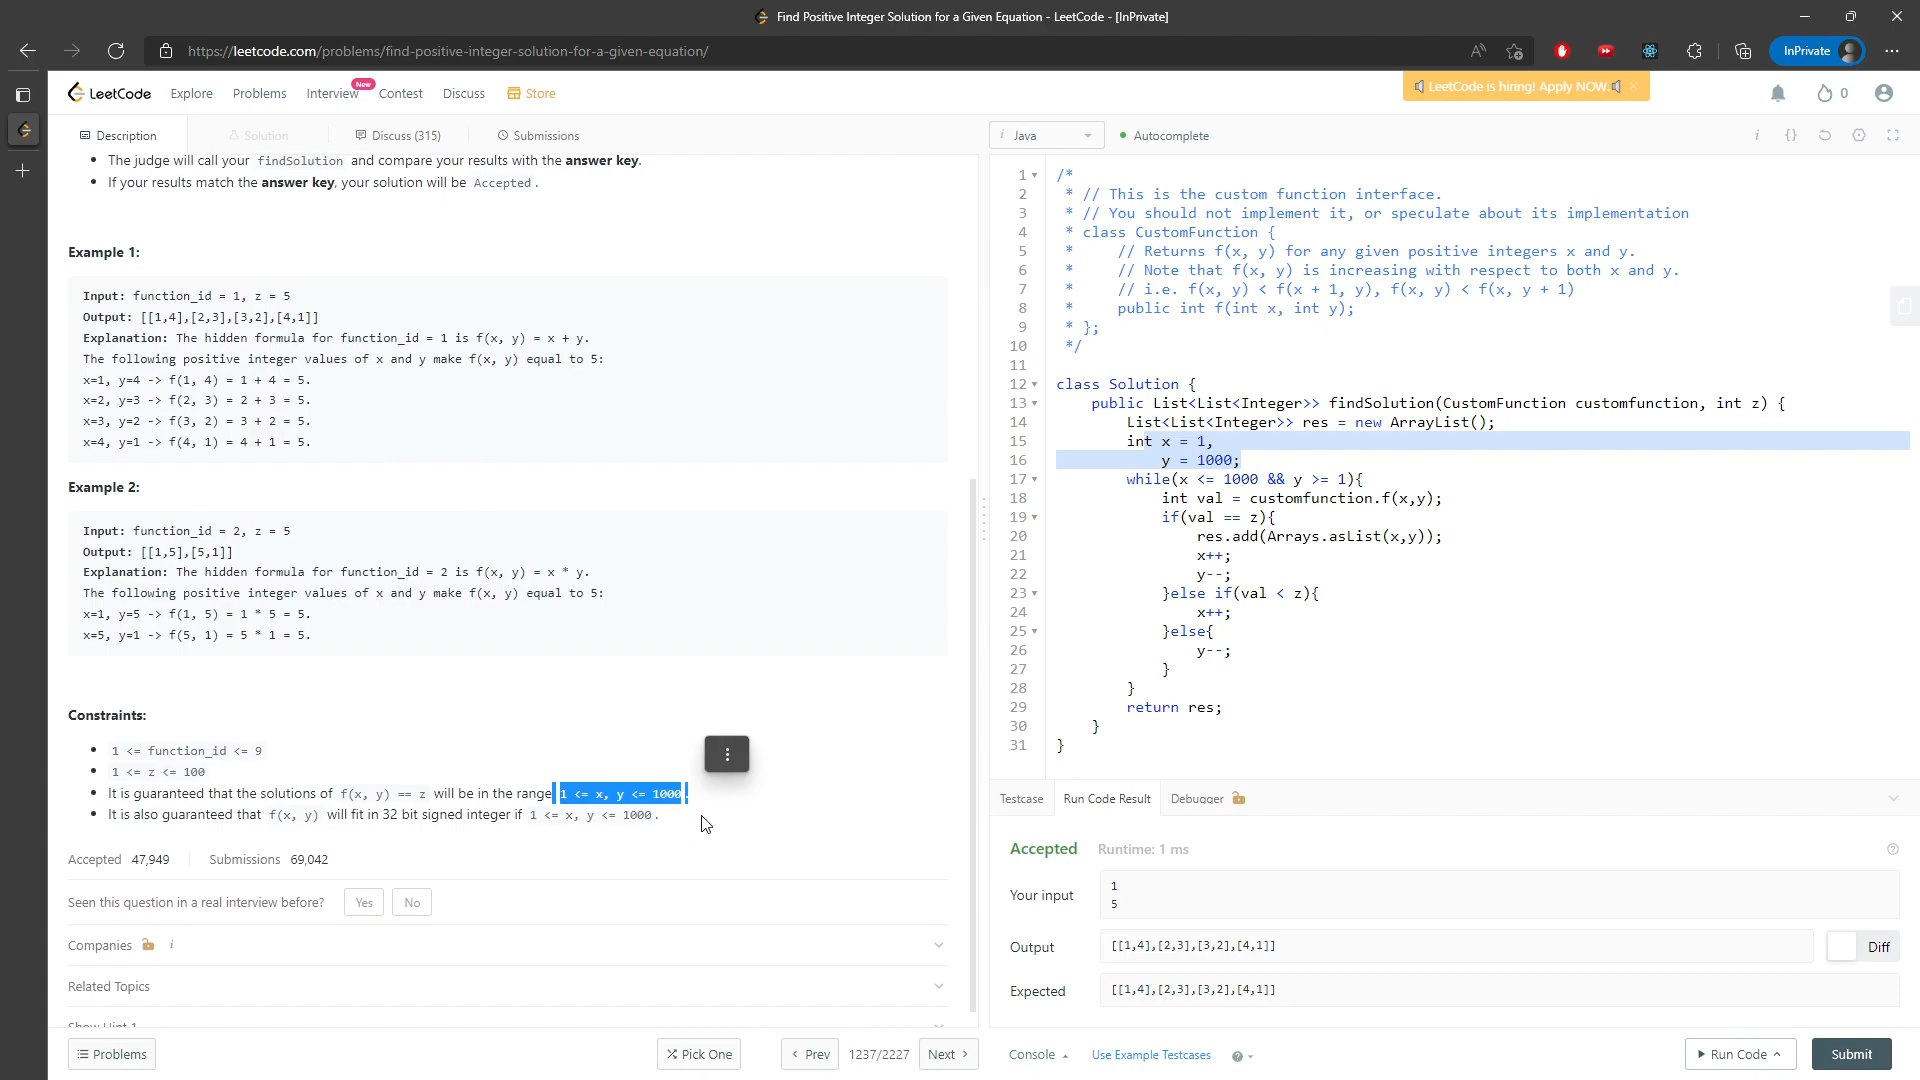 Find Positive Integer Solution for a Given Equation - LeetCode - [InPrivate]
https://leetcode.com/problems/find-positive-integer-solution-for-a-given-equation/
InPrivate
LeetCode
Explore
Problems
Interview
New
Contest
Discuss
Store
LeetCode is hiring! Apply NOW.
0
Description
Solution
Discuss (315)
Submissions
i Java
Autocomplete
The judge will call your findSolution and compare your results with the answer key.
If your results match the answer key, your solution will be Accepted.
Example 1:
Input: function_id = 1, z = 5
Output: [[1,4],[2,3],[3,2],[4,1]]
Explanation: The hidden formula for function_id = 1 is f(x, y) = x + y.
The following positive integer values of x and y make f(x, y) equal to 5:
x=1, y=4 -> f(1, 4) = 1 + 4 = 5.
x=2, y=3 -> f(2, 3) = 2 + 3 = 5.
x=3, y=2 -> f(3, 2) = 3 + 2 = 5.
x=4, y=1 -> f(4, 1) = 4 + 1 = 5.
Example 2:
Input: function_id = 2, z = 5
Output: [[1,5],[5,1]]
Explanation: The hidden formula for function_id = 2 is f(x, y) = x * y.
The following positive integer values of x and y make f(x, y) equal to 5:
x=1, y=5 -> f(1, 5) = 1 * 5 = 5.
x=5, y=1 -> f(5, 1) = 5 * 1 = 5.
Constraints:
1 <= function_id <= 9
1 <= z <= 100
It is guaranteed that the solutions of f(x, y) == z will be in the range 1 <= x, y <= 1000.
It is also guaranteed that f(x, y) will fit in 32 bit signed integer if 1 <= x, y <= 1000.
Accepted 47,949 Submissions 69,042
Seen this question in a real interview before? Yes No
Companies i
Related Topics
Show Hint 1
Problems
Pick One
Prev
1237/2227
Next
1 /*
2 * // This is the custom function interface.
3 * // You should not implement it, or speculate about its implementation
4 * class CustomFunction {
5 * // Returns f(x, y) for any given positive integers x and y.
6 * // Note that f(x, y) is increasing with respect to both x and y.
7 * // i.e. f(x, y) < f(x + 1, y), f(x, y) < f(x, y + 1)
8 * public int f(int x, int y);
9 * };
10 */
11
12 class Solution {
13 public List<List<Integer>> findSolution(CustomFunction customfunction, int z) {
14 List<List<Integer>> res = new ArrayList();
15 int x = 1,
16 y = 1000;
17 while(x <= 1000 && y >= 1){
18 int val = customfunction.f(x,y);
19 if(val == z){
20 res.add(Arrays.asList(x,y));
21 x++;
22 y--;
23 }else if(val < z){
24 x++;
25 }else{
26 y--;
27 }
28 }
29 return res;
30 }
31 }
Testcase
Run Code Result
Debugger
Accepted Runtime: 1 ms
Your input
1
5
Output
[[1,4],[2,3],[3,2],[4,1]]
Diff
Expected
[[1,4],[2,3],[3,2],[4,1]]
Console
Use Example Testcases
Run Code
Submit